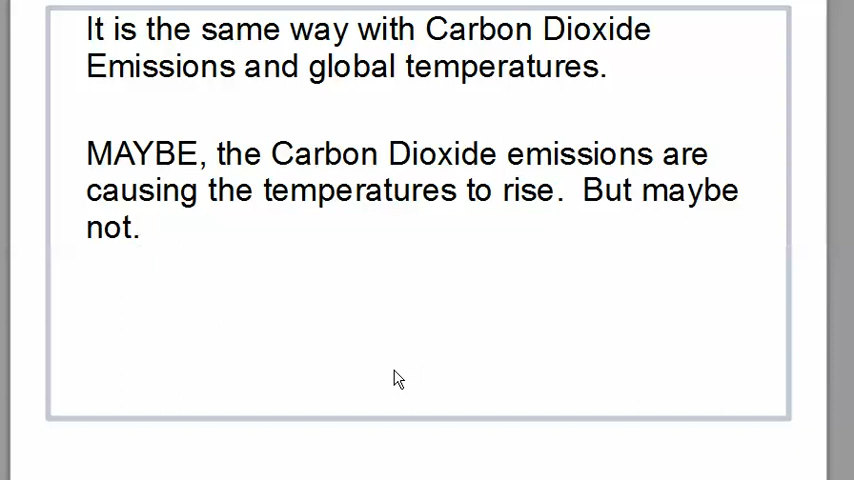 It is the same way with Carbon Dioxide
Emissions and global temperatures.
MAYBE, the Carbon Dioxide emissions are
causing the temperatures to rise.  But maybe
not.